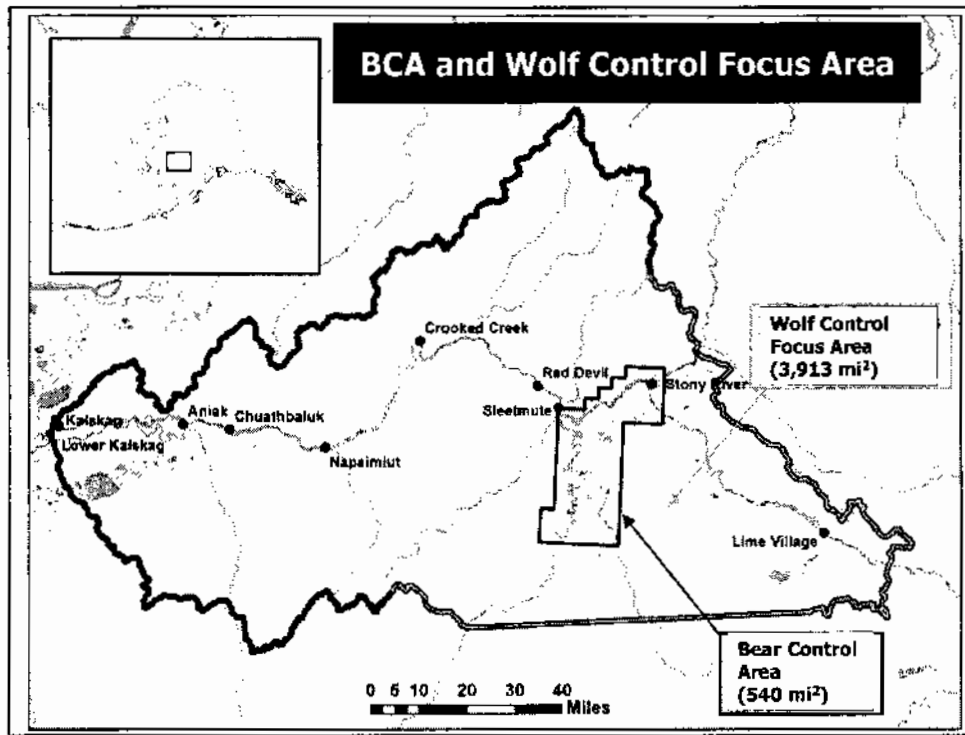 BCA and Wolf Control Focus Area
Wolf Control
Focus Area
(3,913 mi²)
Crooked Creek
Red Devil
Stony River
Sleetmute
Kalskag
Aniak
Chuathbaluk
Lower Kalskag
Napaimiut
Lime Village
Bear Control
Area
(540 mi²)
0 5 10 20 30 40
Miles